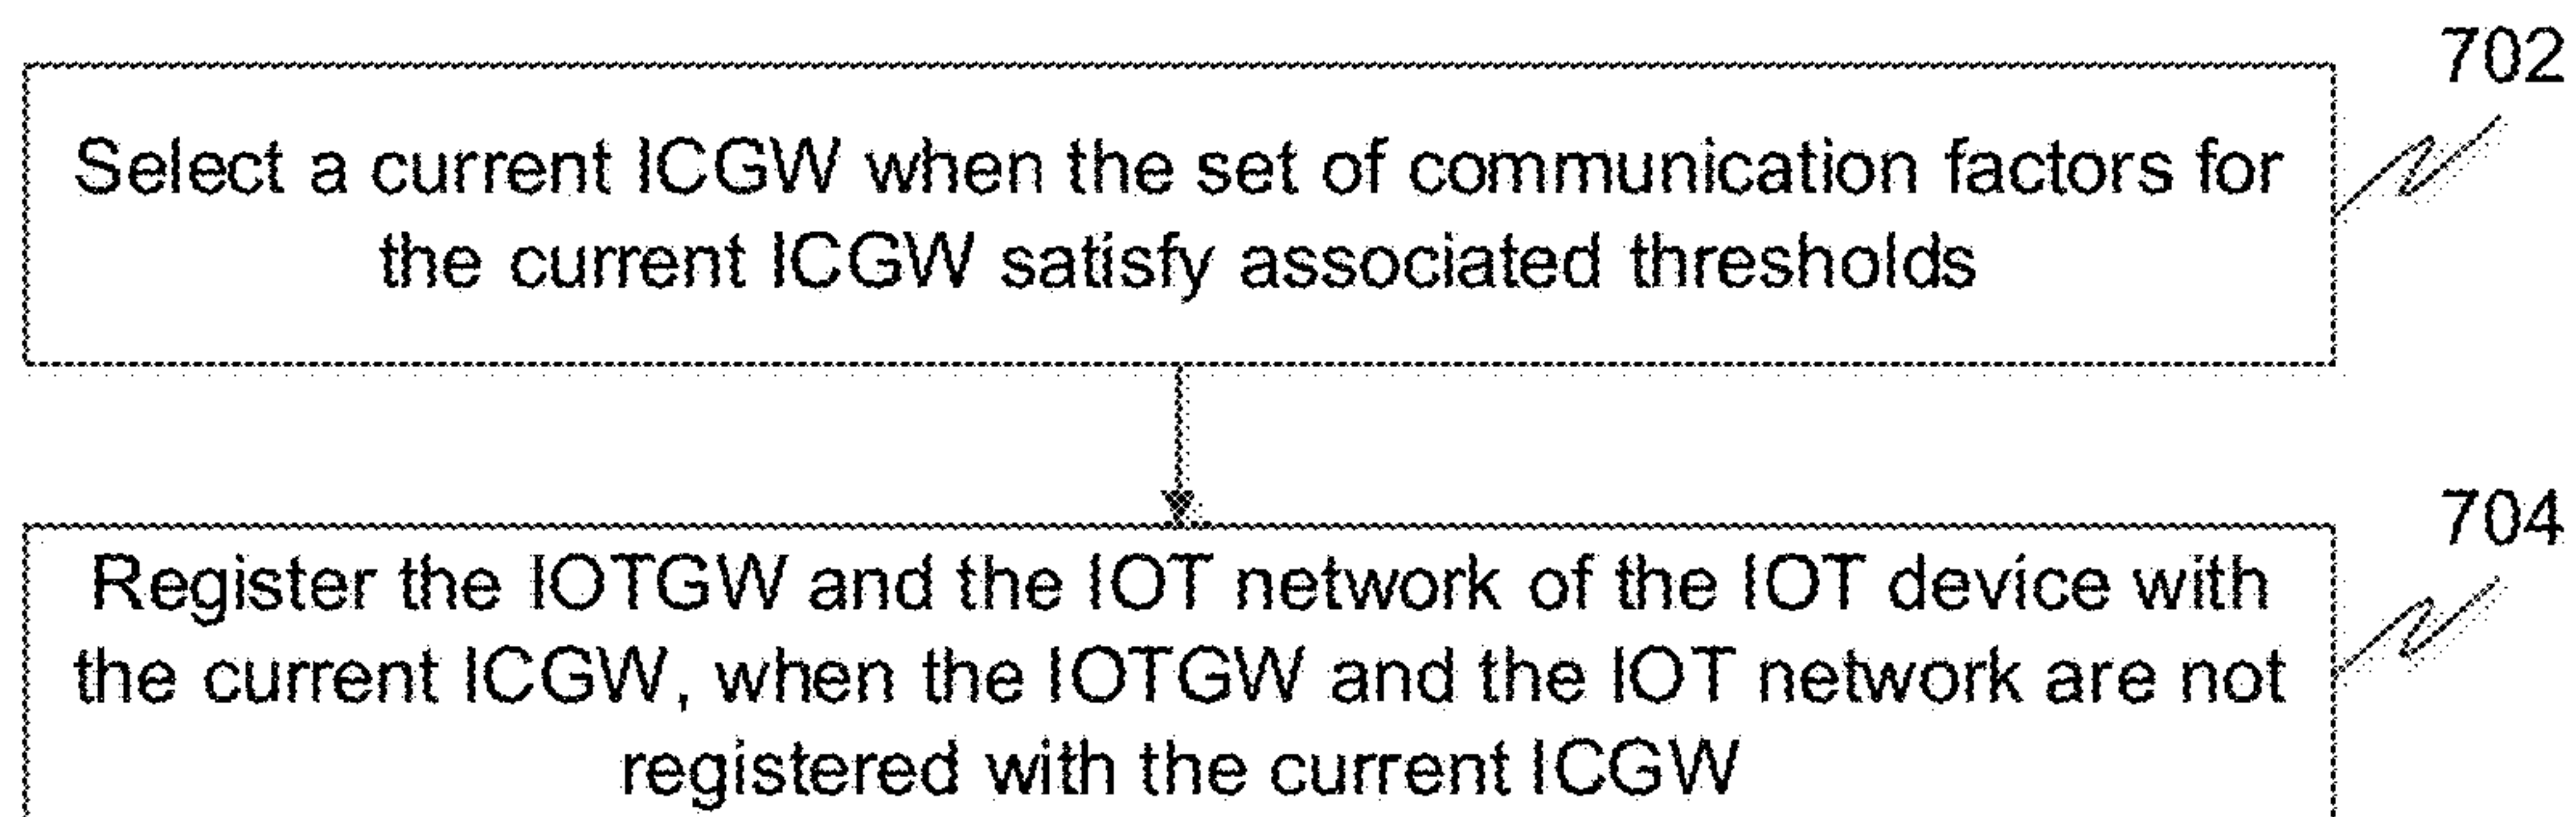 702
Select a current ICGW when the set of communication factors for
the current ICGW satisfy associated thresholds
704
Register the IOTGW and the IOT network of the IOT device with
the current ICGW, when the IOTGW and the IOT network are not
registered with the current ICGW